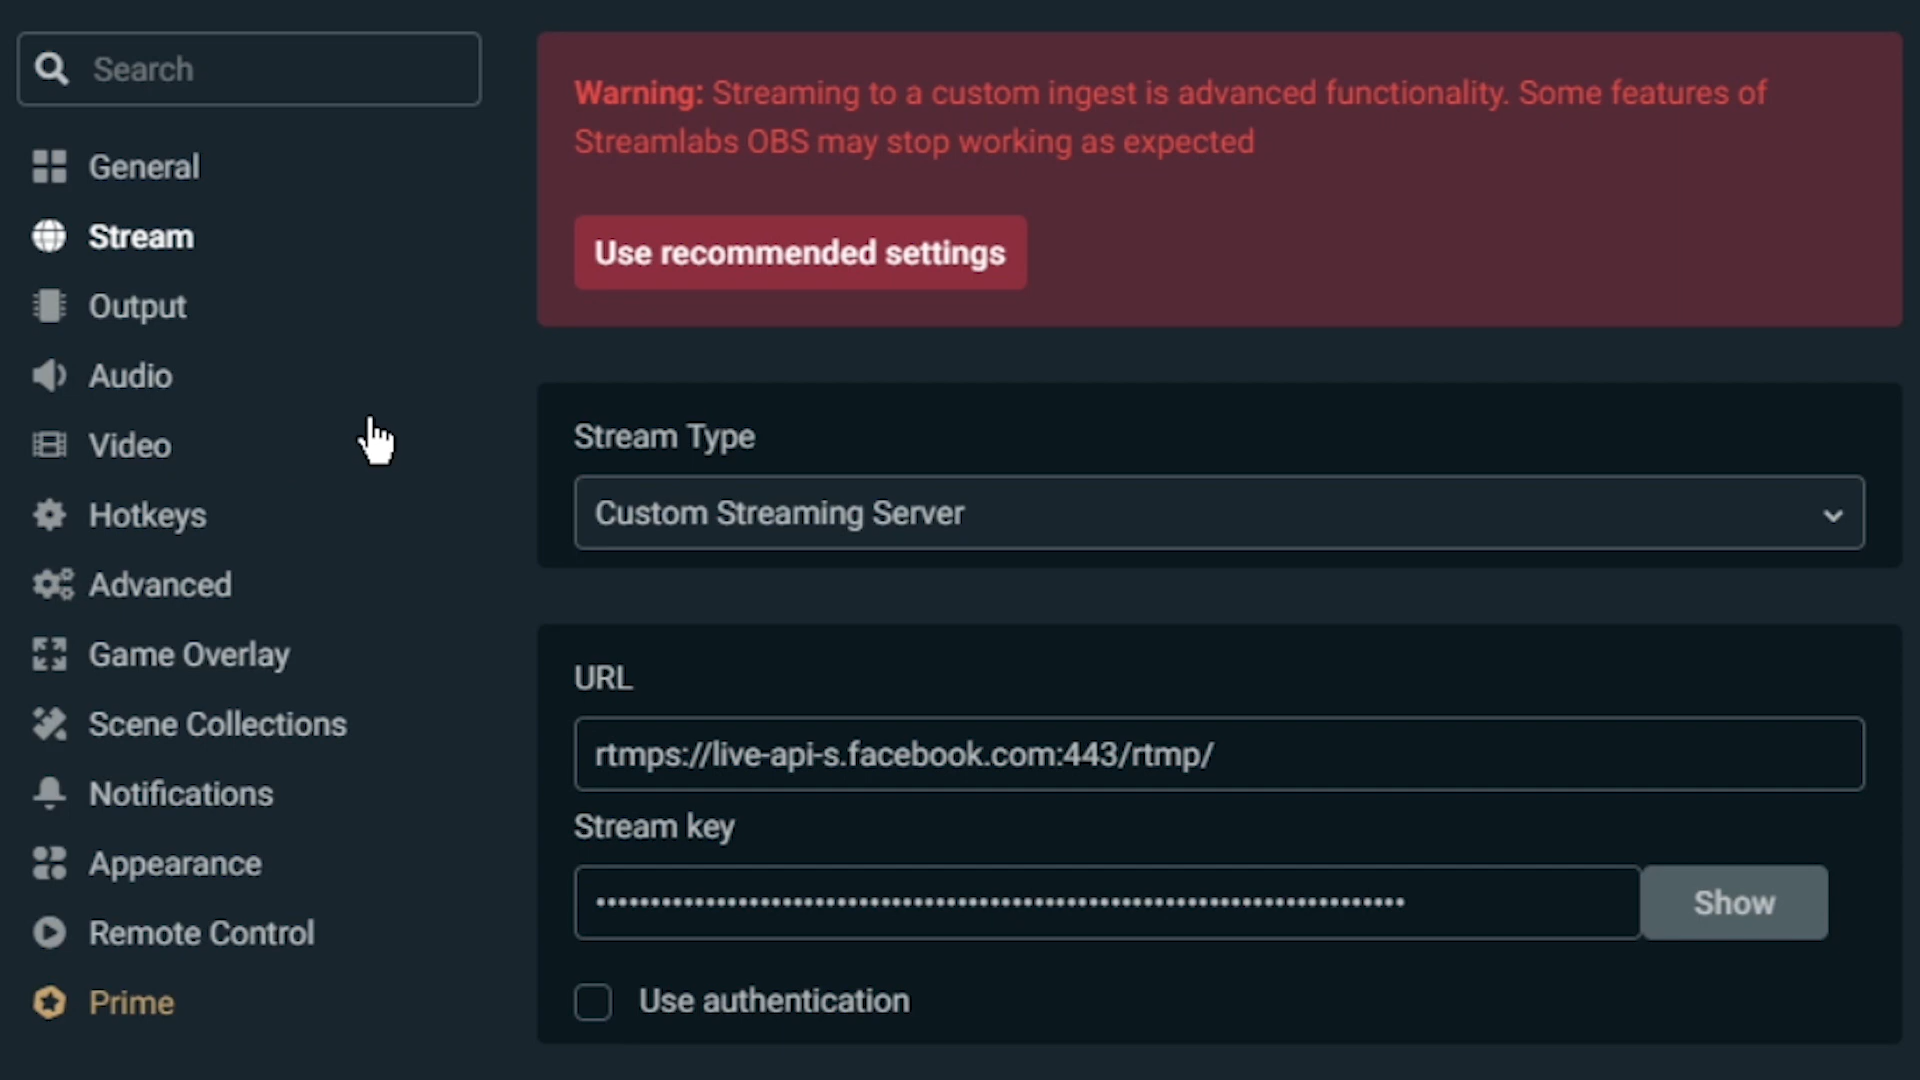 Search
General
Stream
Output
Audio
Video
Hotkeys
Advanced
Game Overlay
Scene Collections
Notifications
Appearance
Remote Control
Prime
Warning: Streaming to a custom ingest is advanced functionality. Some features of
Streamlabs OBS may stop working as expected
Use recommended settings
Stream Type
Custom Streaming Server
URL
rtmps://live-api-s.facebook.com:443/rtmp/
Stream key
Show
Use authentication